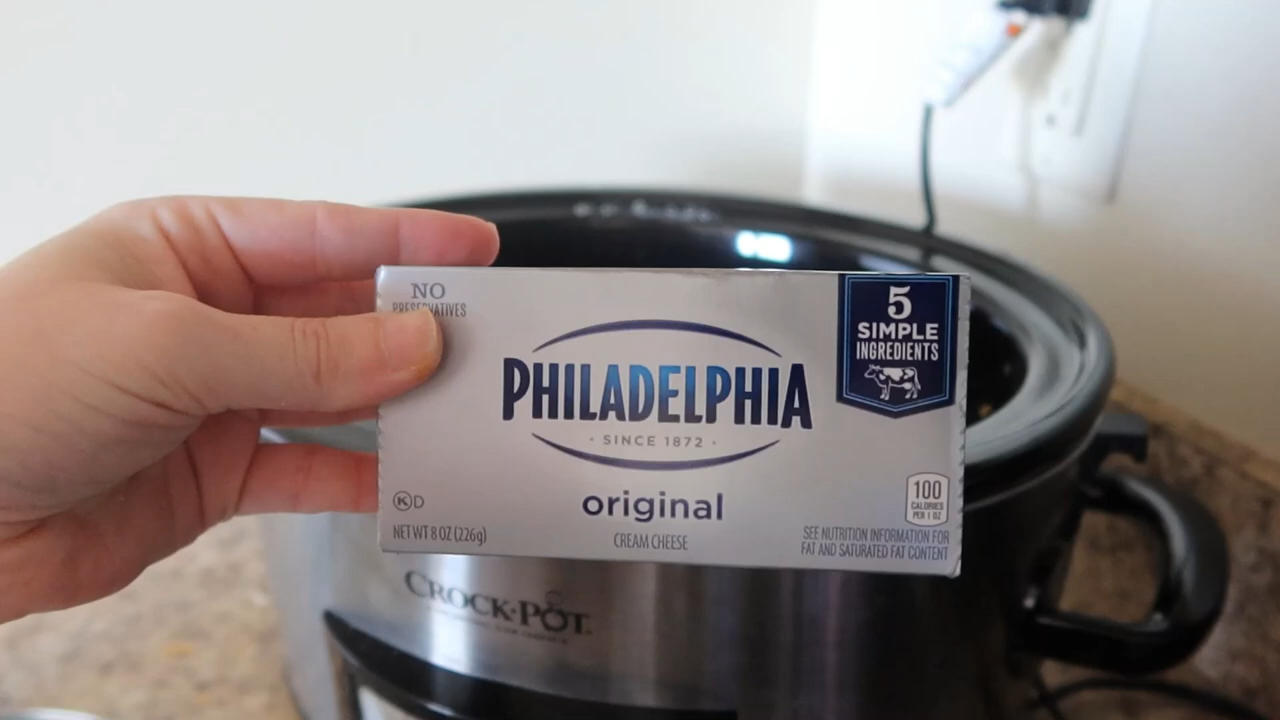 NO
PRESERVATIVES
5
SIMPLE
INGREDIENTS
PHILADELPHIA
· SINCE 1872 ·
original
CREAM CHEESE
K D
NET WT 8 OZ (226g)
100
CALORIES
PER 1 OZ
SEE NUTRITION INFORMATION FOR
FAT AND SATURATED FAT CONTENT
CROCK·POT